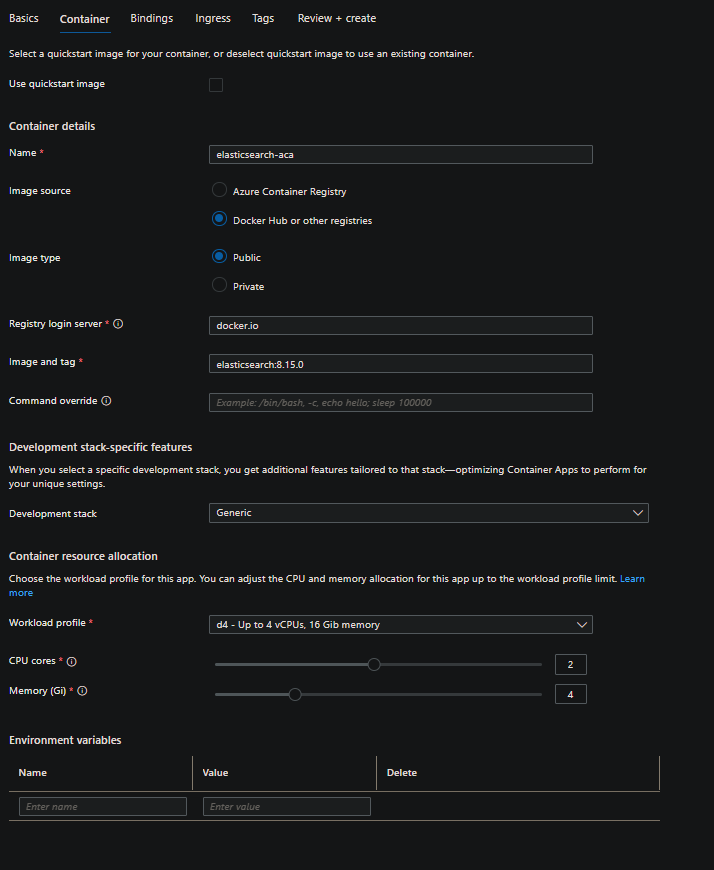 Basics Container Bindings Ingress Tags Review + create
Select a quickstart image for your container, or deselect quickstart image to use an existing container.
Use quickstart image
Container details
Name * elasticsearch-aca
Image source Azure Container Registry
Docker Hub or other registries
Image type Public
Private
Registry login server * docker.io
Image and tag * elasticsearch:8.15.0
Command override Example: /bin/bash, -c, echo hello; sleep 100000
Development stack-specific features
When you select a specific development stack, you get additional features tailored to that stack—optimizing Container Apps to perform for
your unique settings.
Development stack Generic
Container resource allocation
Choose the workload profile for this app. You can adjust the CPU and memory allocation for this app up to the workload profile limit. Learn
more
Workload profile * d4 - Up to 4 vCPUs, 16 Gib memory
CPU cores * 2
Memory (Gi) * 4
Environment variables
Name Value Delete
Enter name Enter value